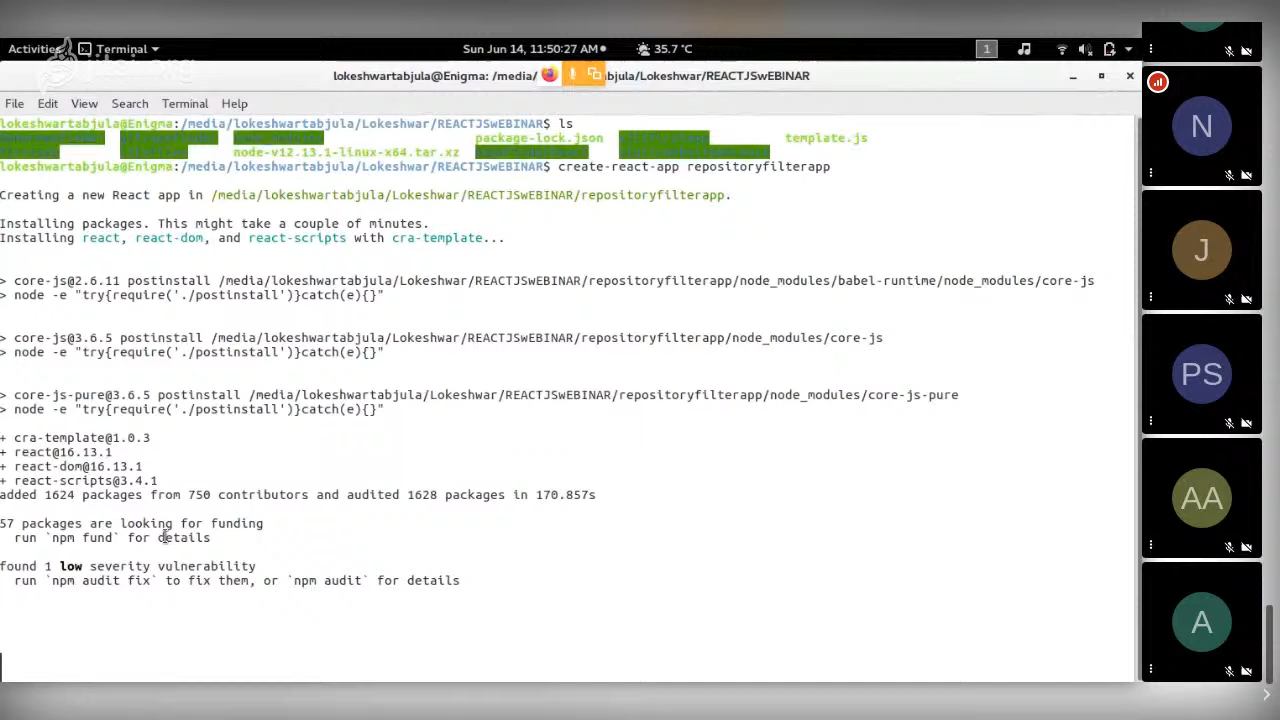 Activities
Terminal
Sun Jun 14, 11:50:27 AM
35.7 °C
1
jitsi.org
lokeshwartabjula@Enigma: /media/
bjula/Lokeshwar/REACTJSwEBINAR
File Edit View Search Terminal Help
lokeshwartabjula@Enigma:/media/lokeshwartabjula/Lokeshwar/REACTJSwEBINAR$ ls
package-lock.json template.js
node-v12.13.1-linux-x64.tar.xz
lokeshwartabjula@Enigma:/media/lokeshwartabjula/Lokeshwar/REACTJSwEBINAR$ create-react-app repositoryfilterapp
Creating a new React app in /media/lokeshwartabjula/Lokeshwar/REACTJSwEBINAR/repositoryfilterapp.
Installing packages. This might take a couple of minutes.
Installing react, react-dom, and react-scripts with cra-template...
> core-js@2.6.11 postinstall /media/lokeshwartabjula/Lokeshwar/REACTJSwEBINAR/repositoryfilterapp/node_modules/babel-runtime/node_modules/core-js
> node -e "try{require('./postinstall')}catch(e){}"
> core-js@3.6.5 postinstall /media/lokeshwartabjula/Lokeshwar/REACTJSwEBINAR/repositoryfilterapp/node_modules/core-js
> node -e "try{require('./postinstall')}catch(e){}"
> core-js-pure@3.6.5 postinstall /media/lokeshwartabjula/Lokeshwar/REACTJSwEBINAR/repositoryfilterapp/node_modules/core-js-pure
> node -e "try{require('./postinstall')}catch(e){}"
+ cra-template@1.0.3
+ react@16.13.1
+ react-dom@16.13.1
+ react-scripts@3.4.1
added 1624 packages from 750 contributors and audited 1628 packages in 170.857s
57 packages are looking for funding
run `npm fund` for details
found 1 low severity vulnerability
run `npm audit fix` to fix them, or `npm audit` for details
N
J
PS
AA
A